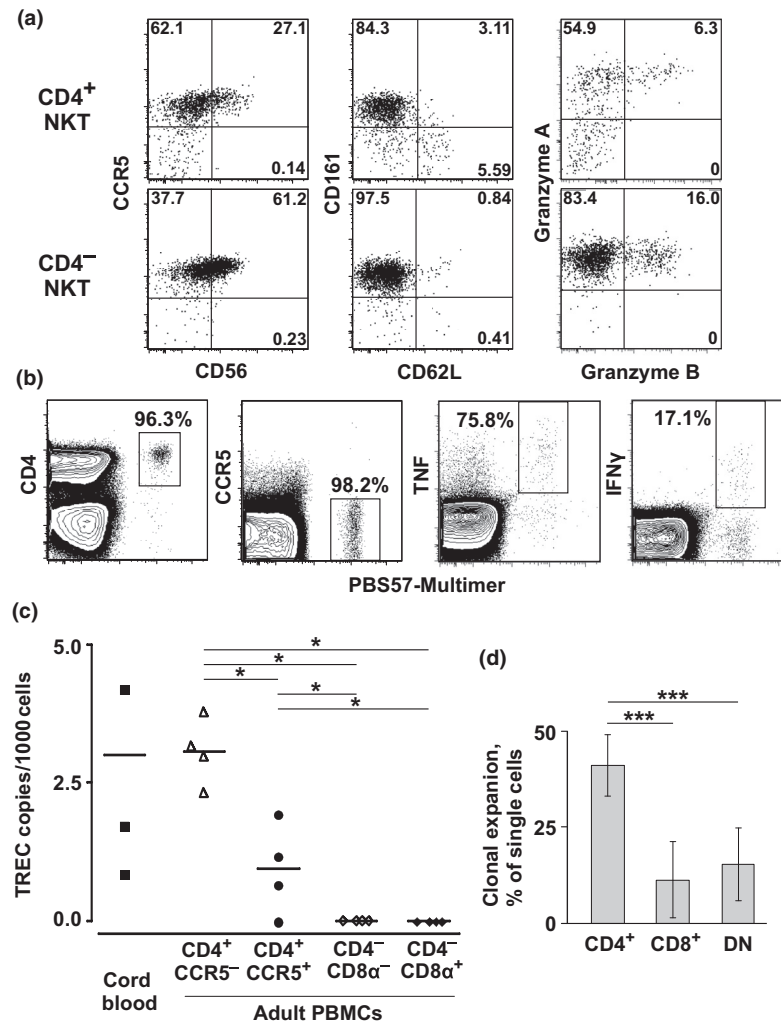 (a)
62.1 27.1
84.3 3.11
54.9 6.3
CD4+
NKT
CCR5
CD161
Granzyme A
0.14
5.59
0
37.7 61.2
97.5 0.84
83.4 16.0
CD4−
NKT
0.23
0.41
0
CD56
CD62L
Granzyme B
(b)
96.3%
98.2%
75.8%
17.1%
CD4
CCR5
TNF
IFNγ
PBS57-Multimer
(c)
TREC copies/1000 cells
5.0
2.5
0.0
*
*
*
*
*
Cord
blood
CD4+
CCR5−
CD4+
CCR5+
CD4−
CD8α−
CD4−
CD8α+
Adult PBMCs
(d)
Clonal expansion,
% of single cells
50
25
0
***
***
CD4+
CD8+
DN